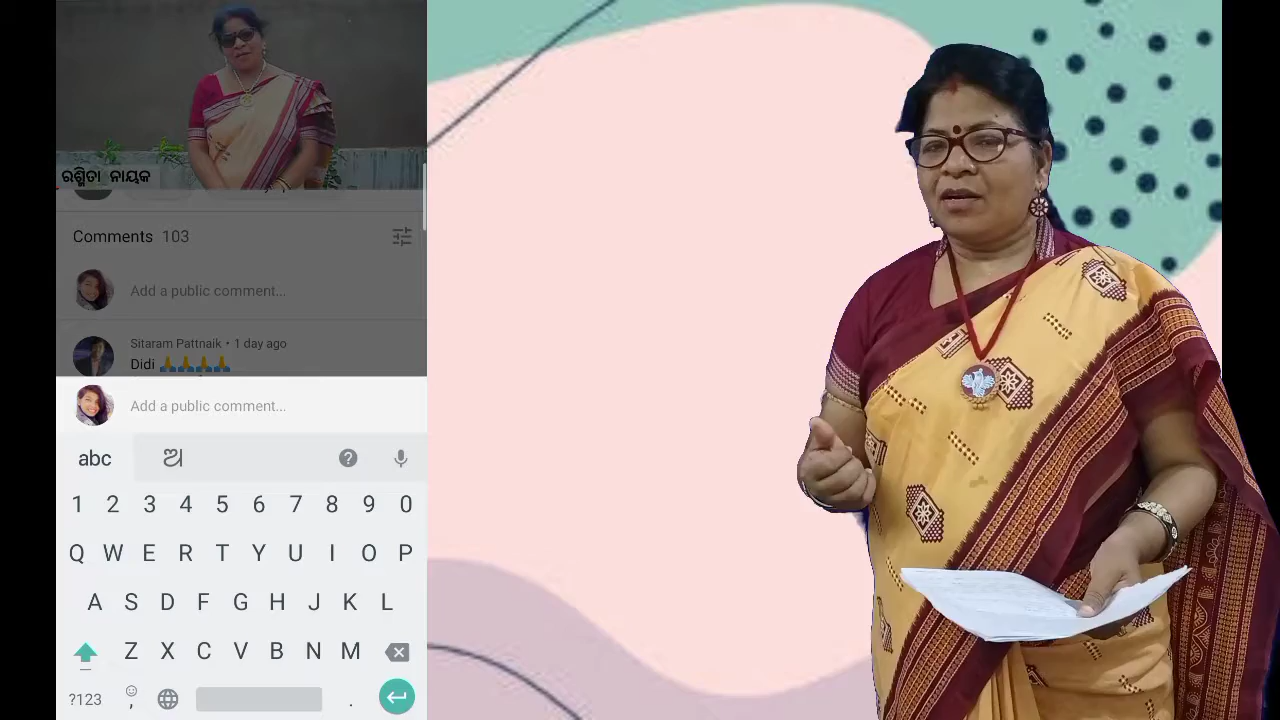 ରଶ୍ମିତା ନାୟକ
Comments 103
Add a public comment...
Sitaram Pattnaik • 1 day ago
Didi 🙏🙏🙏🙏
Add a public comment...
abc ଅ
1 2 3 4 5 6 7 8 9 0
Q W E R T Y U I O P
A S D F G H J K L
Z X C V B N M
?123 , .